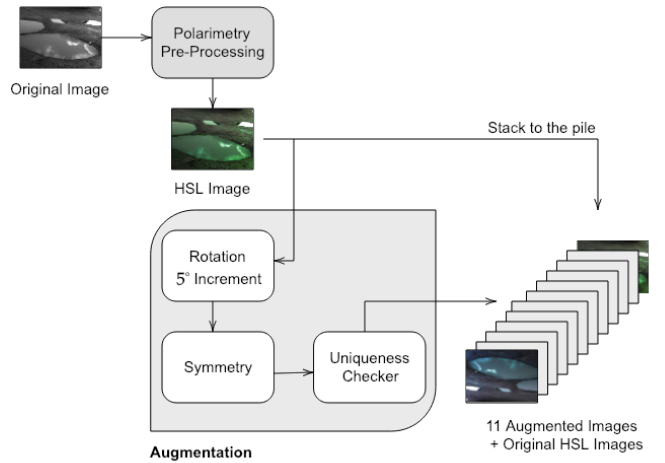 Polarimetry
Pre-Processing
Original Image
Stack to the pile
HSL Image
Rotation
5° Increment
Symmetry
Uniqueness
Checker
11 Augmented Images
+ Original HSL Images
Augmentation